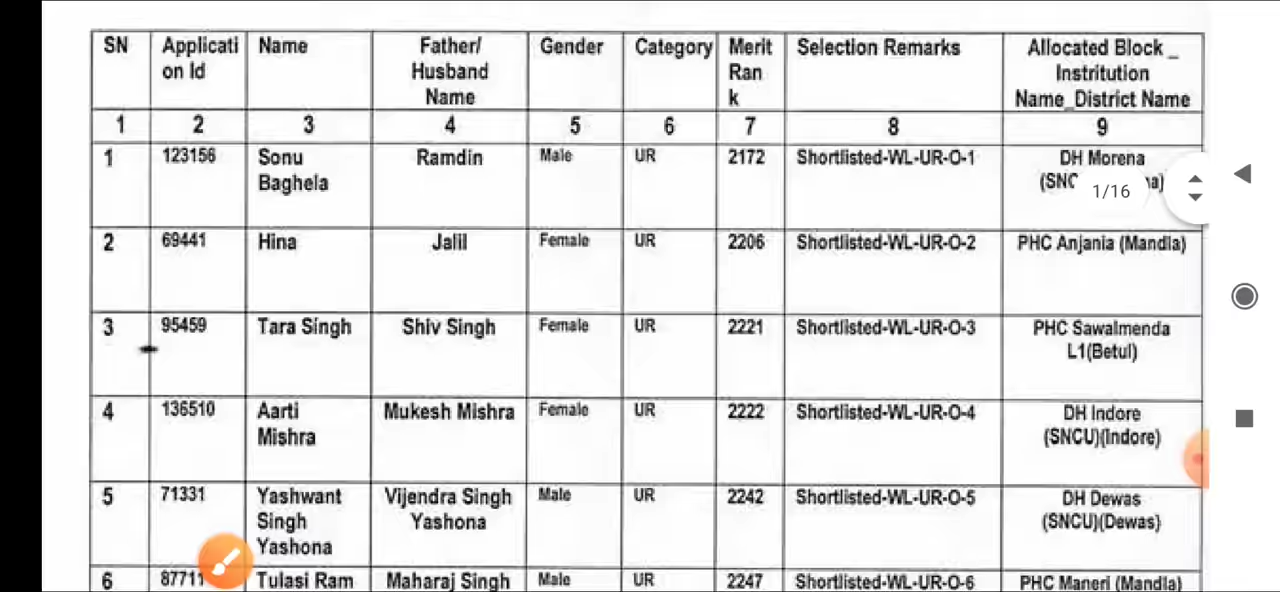 SN Applicati on Id Name Father/ Husband Name Gender Category Merit Ran k Selection Remarks Allocated Block _ Instritution Name_District Name
1 2 3 4 5 6 7 8 9
1 123156 Sonu Baghela Ramdin Male UR 2172 Shortlisted-WL-UR-O-1 DH Morena
2 69441 Hina Jalil Female UR 2206 Shortlisted-WL-UR-O-2 PHC Anjania (Mandla)
3 95459 Tara Singh Shiv Singh Female UR 2221 Shortlisted-WL-UR-O-3 PHC Sawalmenda L1(Betul)
4 136510 Aarti Mishra Mukesh Mishra Female UR 2222 Shortlisted-WL-UR-O-4 DH Indore (SNCU)(Indore)
5 71331 Yashwant Singh Yashona Vijendra Singh Yashona Male UR 2242 Shortlisted-WL-UR-O-5 DH Dewas (SNCU)(Dewas)
6 Tulasi Ram Maharaj Singh Male UR 2247 Shortlisted-WL-UR-O-6 PHC Maneri (Mandla)
1/16